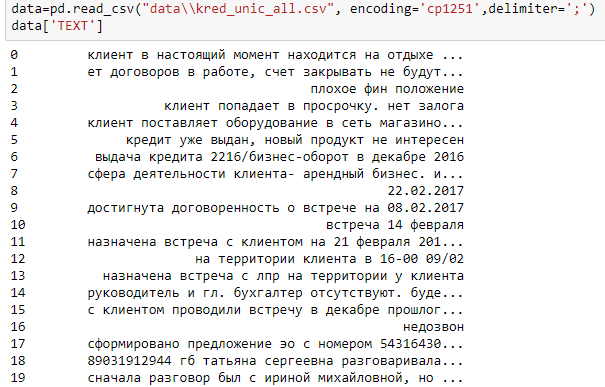 data=pd.read_csv("data\\kred_unic_all.csv", encoding='cp1251',delimiter=';')
data['TEXT']
0 клиент в настоящий момент находится на отдыхе ...
1 ет договоров в работе, счет закрывать не будут...
2 плохое фин положение
3 клиент попадает в просрочку. нет залога
4 клиент поставляет оборудование в сеть магазино...
5 кредит уже выдан, новый продукт не интересен
6 выдача кредита 2216/бизнес-оборот в декабре 2016
7 сфера деятельности клиента- арендный бизнес. и...
8 22.02.2017
9 достигнута договоренность о встрече на 08.02.2017
10 встреча 14 февраля
11 назначена встреча с клиентом на 21 февраля 201...
12 на территории клиента в 16-00 09/02
13 назначена встреча с лпр на территории у клиента
14 руководитель и гл. бухгалтер отсутствуют. буде...
15 с клиентом проводили встречу в декабре прошлог...
16 недозвон
17 сформировано предложение эо с номером 54316430...
18 89031912944 гб татьяна сергеевна разговаривала...
19 сначала разговор был с ириной михайловной, но ...